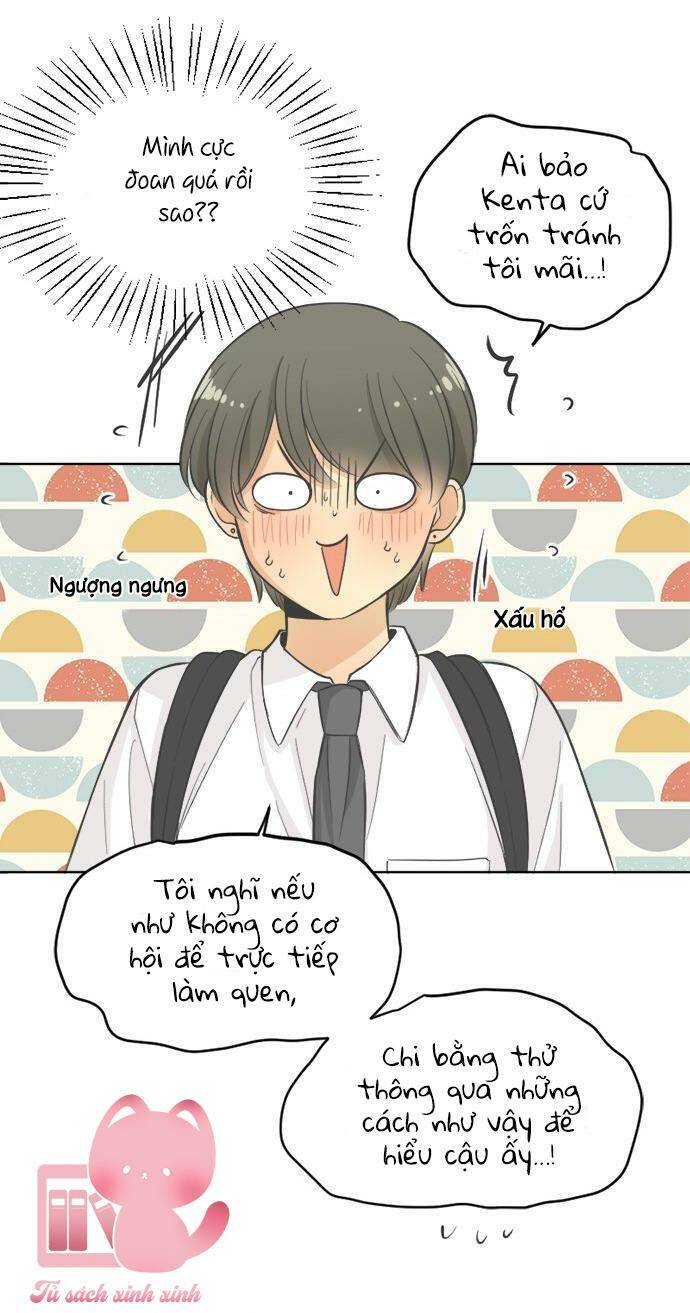 Mình cực
đoan quá rồi
sao??
Ai bảo
Kenta cứ
trốn tránh
tôi mãi...!
Ngượng ngưng
Xấu hổ
Tôi nghĩ nếu
như không có cơ
hội để trực tiếp
làm quen,
Chi bằng thử
thông qua những
cách như vậy để
hiểu cậu ấy...!
Tủ sách xinh xinh